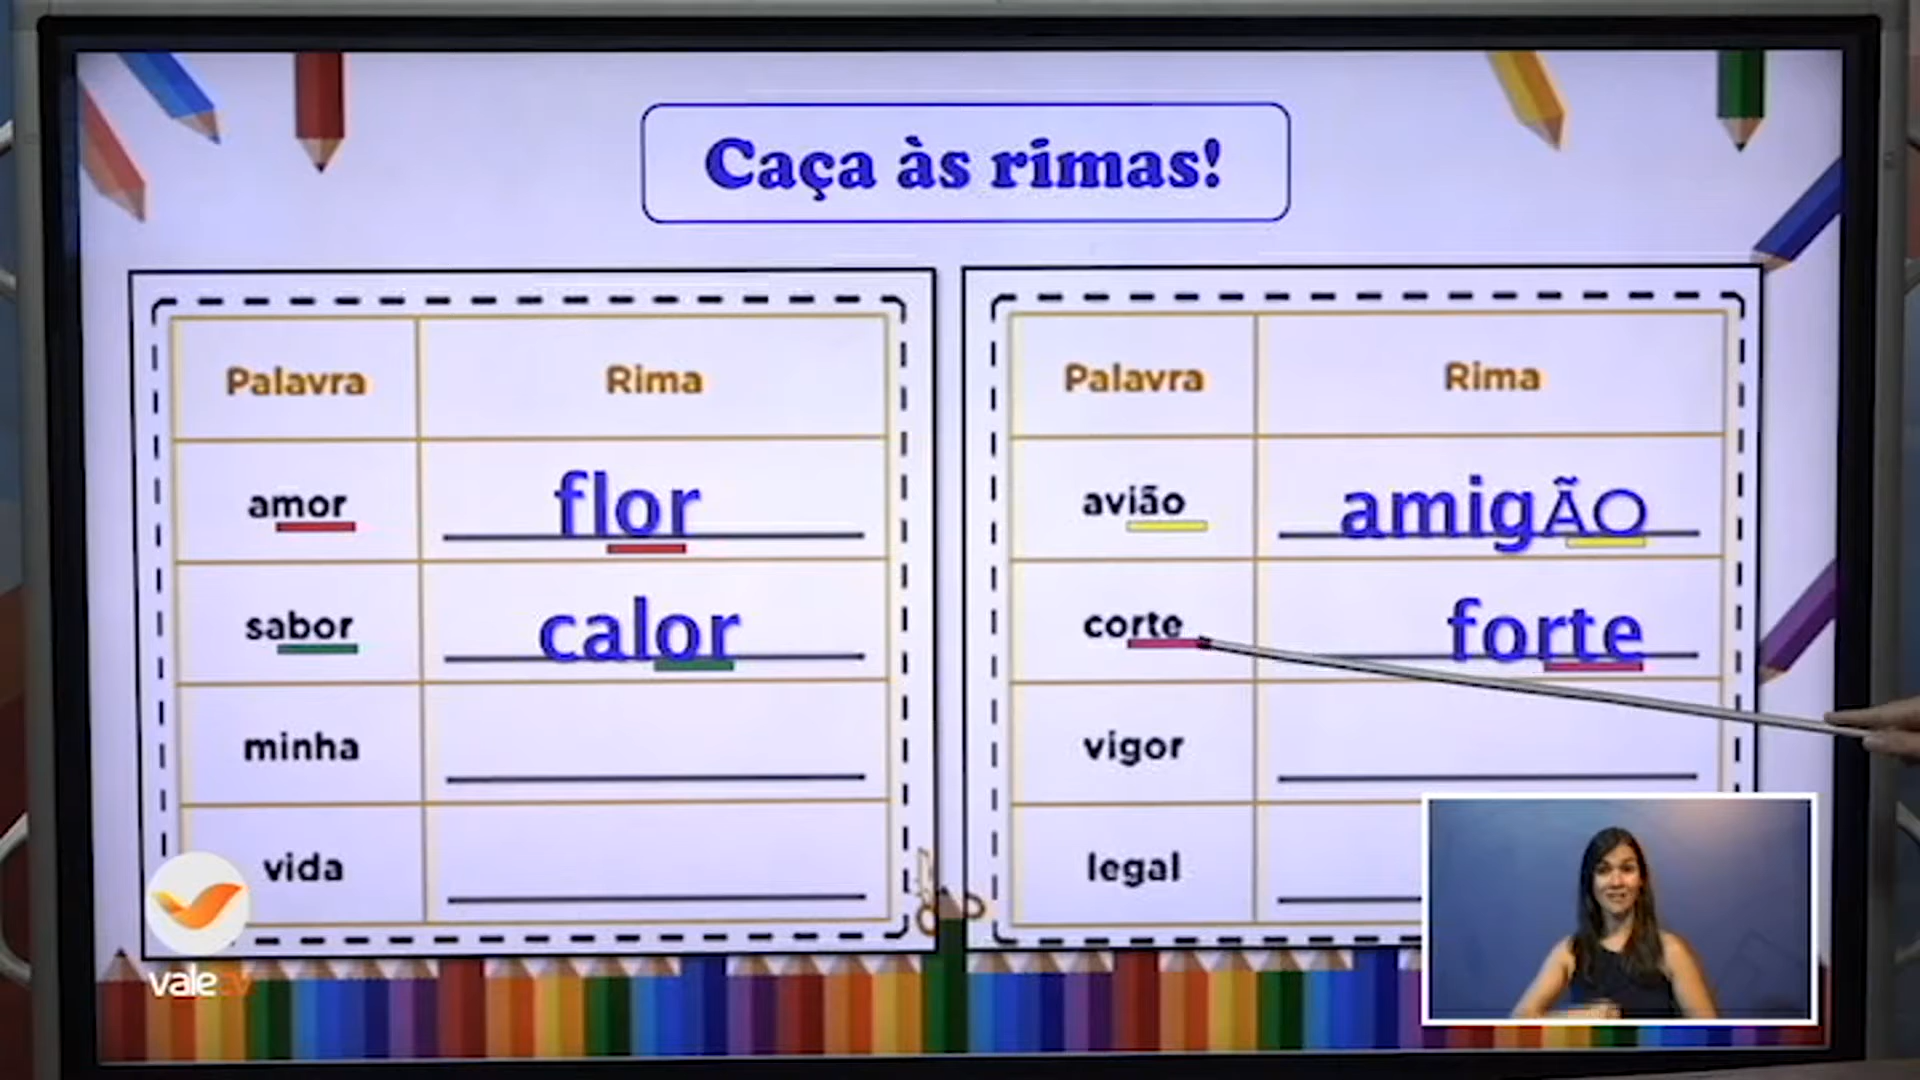 Caça às rimas!
Palavra Rima
amor flor
sabor calor
minha
vida
Palavra Rima
avião amigÃO
corte forte
vigor
legal
valetv